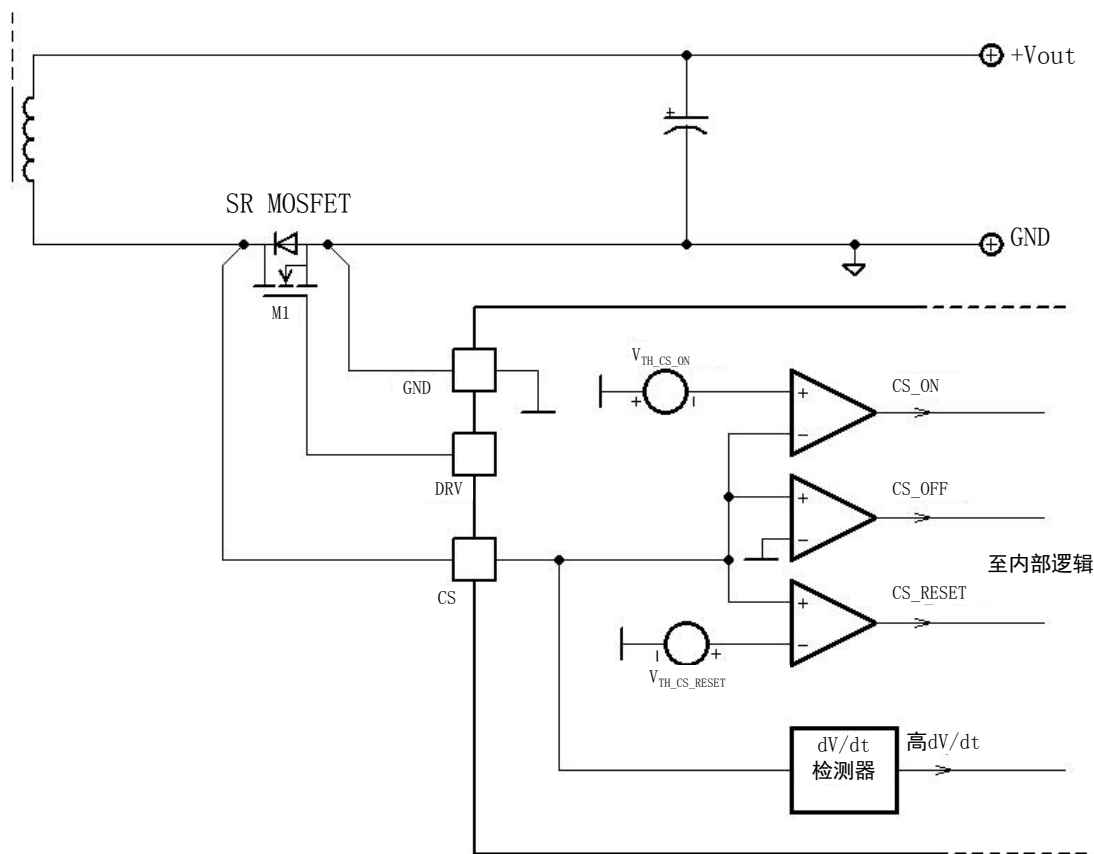 +Vout
SR MOSFET
GND
M1
V_TH_CS_ON
GND
CS_ON
DRV
CS_OFF
至内部逻辑
CS
CS_RESET
V_TH_CS_RESET
dV/dt
检测器
高dV/dt